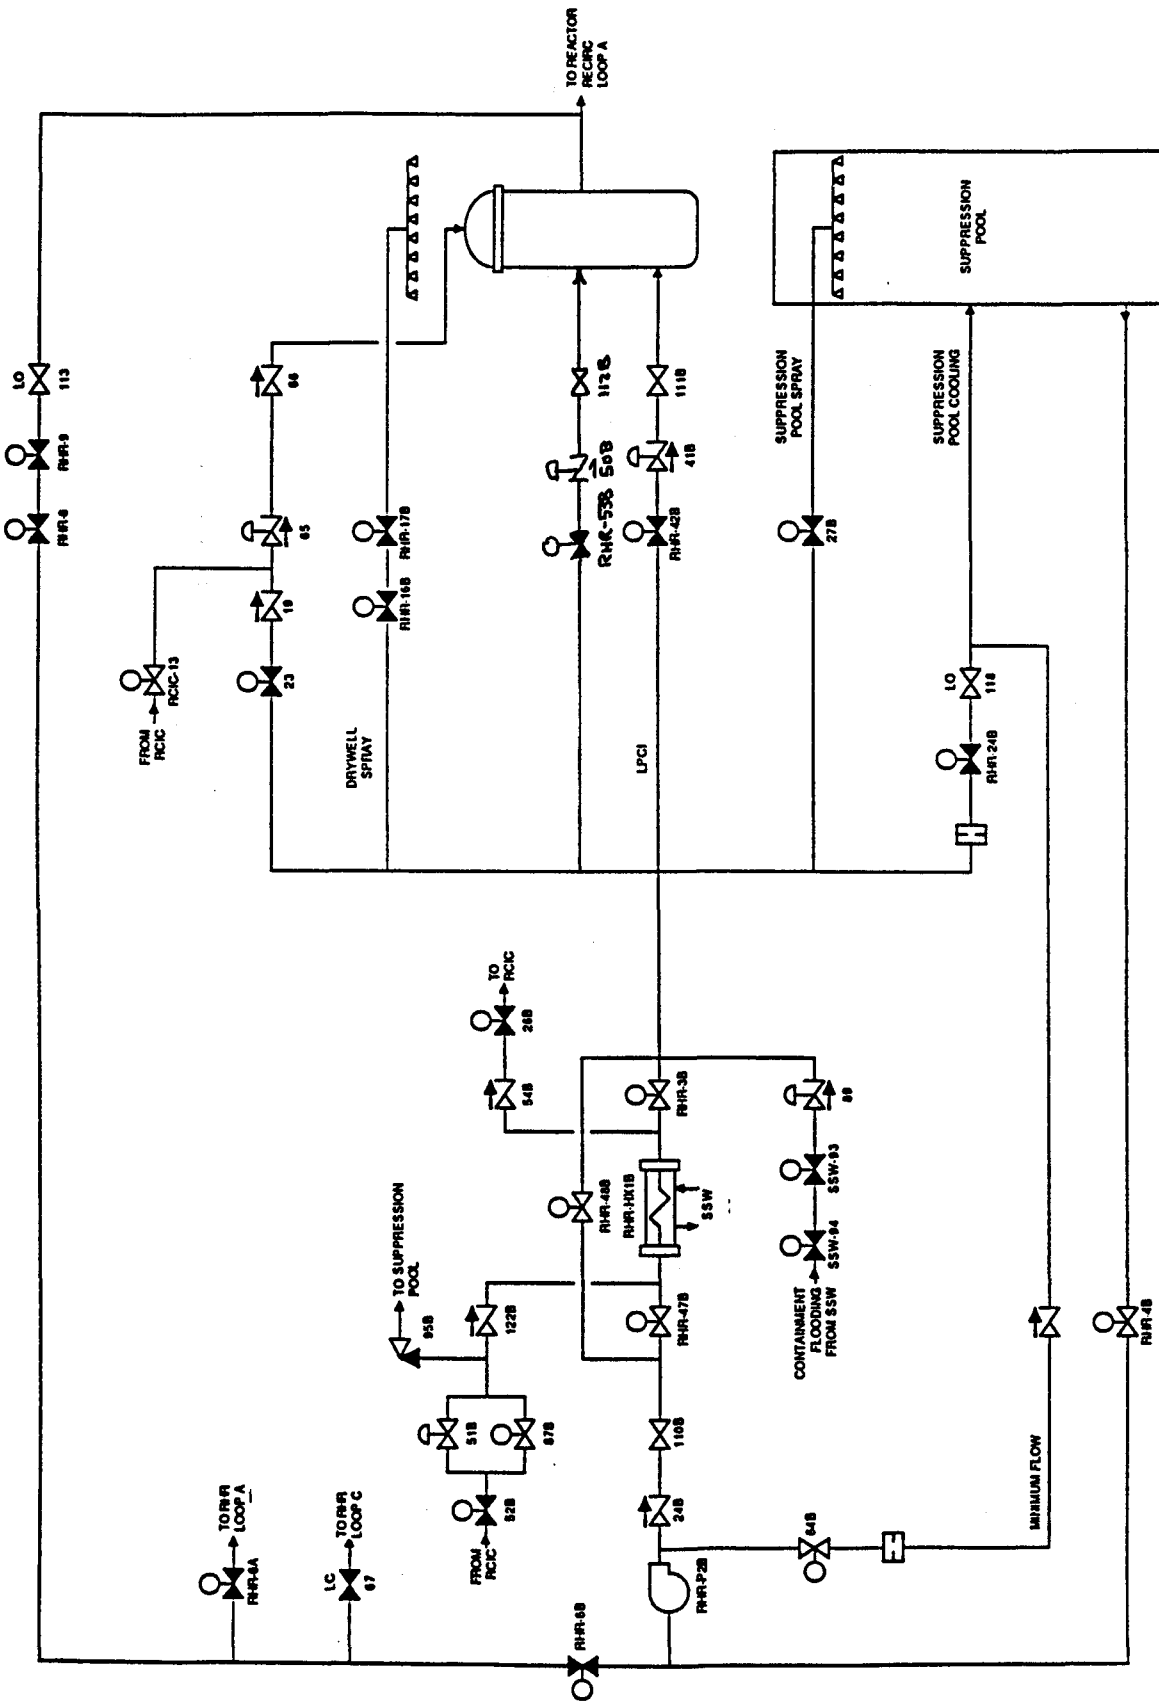 LO
RHR-8
RHR-9
113
FROM
RCIC
RCIC-13
TO RHR
LOOP A
RHR-6A
23
19
65
66
LC
67
TO RHR
LOOP C
DRYWELL
SPRAY
RHR-16B
RHR-17B
TO SUPPRESSION
POOL
95B
FROM
RCIC
52B
51B
87B
122B
54B
26B
TO
RCIC
TO REACTOR
RECIRC
LOOP A
RHR-6B
RHR-48B
RHR-53B
50B
112B
RHR-P2B
24B
110B
RHR-47B
RHR-HX1B
SSW
RHR-3B
LPCI
RHR-42B
41B
111B
64B
CONTAINMENT
FLOODING
FROM SSW
SSW-94
SSW-93
89
27B
SUPPRESSION
POOL SPRAY
RHR-24B
LO
118
SUPPRESSION
POOL COOLING
SUPPRESSION
POOL
MINIMUM FLOW
RHR-4B